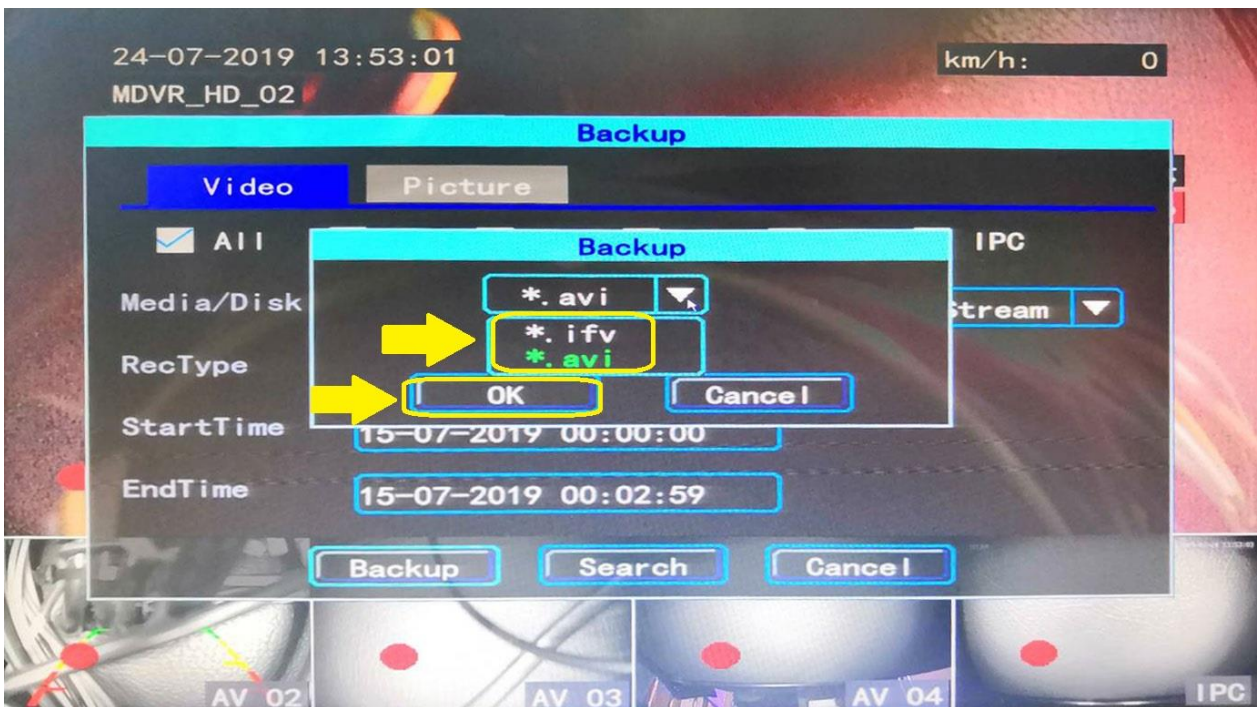 24-07-2019 13:53:01
km/h: 0
MDVR_HD_02
Backup
Video Picture
All IPC
Backup
*.avi
Media/Disk
Stream
*.ifv
*.avi
RecType
OK Cancel
StartTime
15-07-2019 00:00:00
EndTime
15-07-2019 00:02:59
Backup Search Cancel
AV 02 AV 03 AV 04 IPC